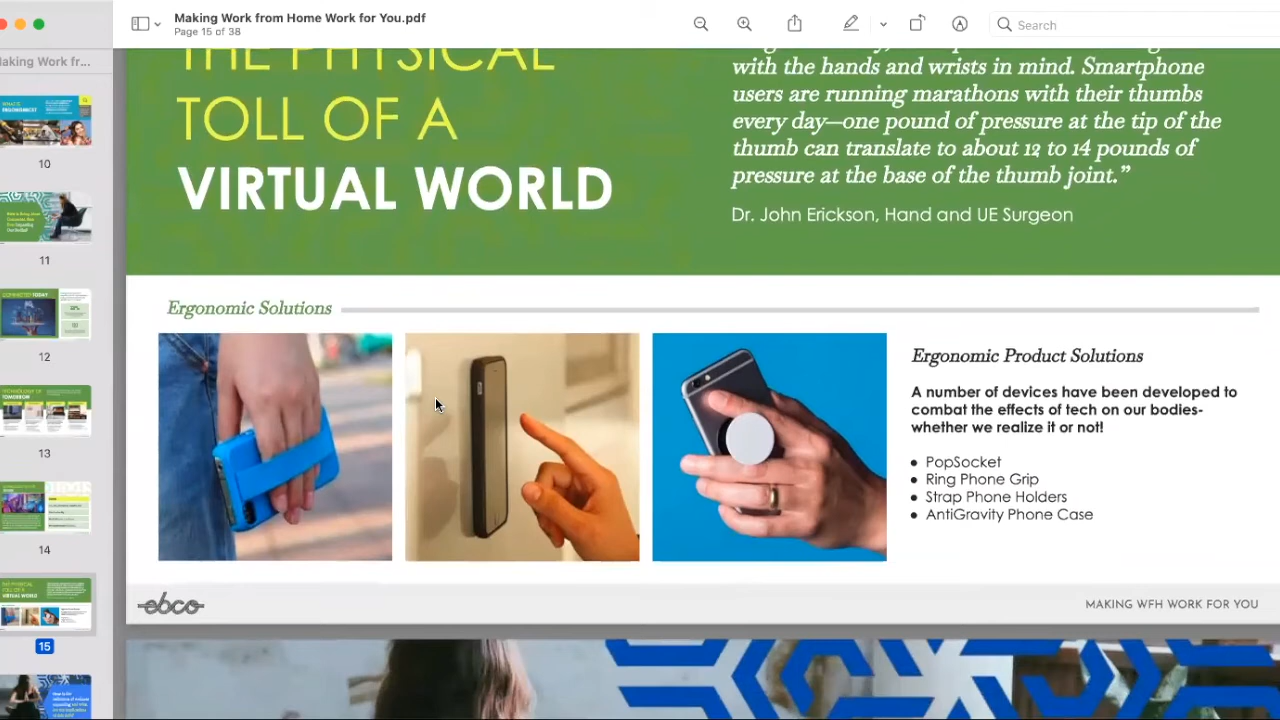 Making Work from Home Work for You.pdf
Page 15 of 38
Search
Making Work fr...
10
11
12
13
14
15
THE PHYSICAL
TOLL OF A
VIRTUAL WORLD
with the hands and wrists in mind. Smartphone
users are running marathons with their thumbs
every day—one pound of pressure at the tip of the
thumb can translate to about 12 to 14 pounds of
pressure at the base of the thumb joint.”
Dr. John Erickson, Hand and UE Surgeon
Ergonomic Solutions
Ergonomic Product Solutions
A number of devices have been developed to
combat the effects of tech on our bodies-
whether we realize it or not!
• PopSocket
• Ring Phone Grip
• Strap Phone Holders
• AntiGravity Phone Case
ebco
MAKING WFH WORK FOR YOU